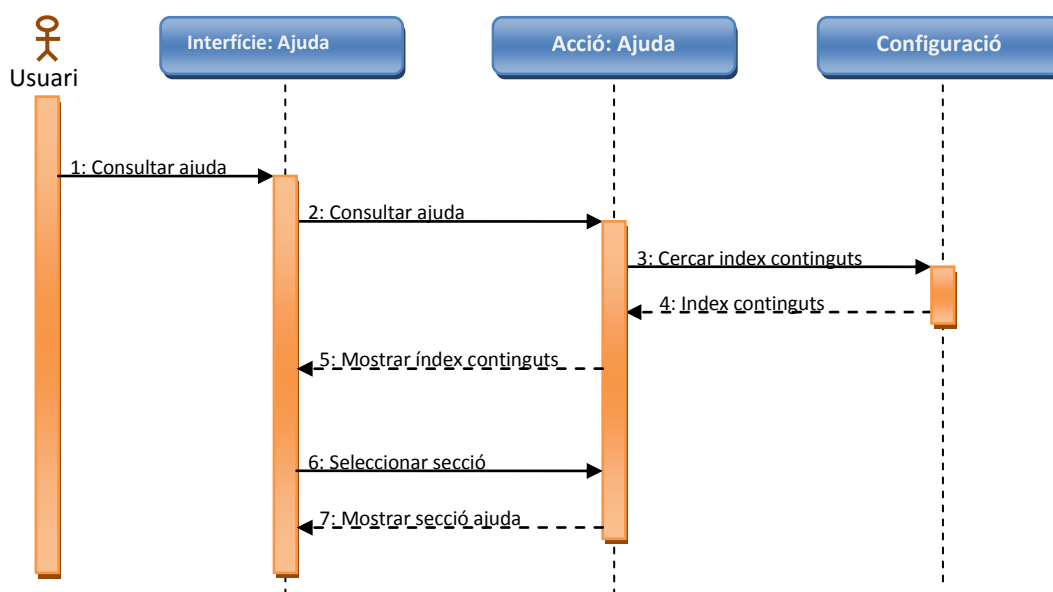 Usuari
Interfície: Ajuda
Acció: Ajuda
Configuració
1: Consultar ajuda
2: Consultar ajuda
3: Cercar index continguts
4: Index continguts
5: Mostrar índex continguts
6: Seleccionar secció
7: Mostrar secció ajuda